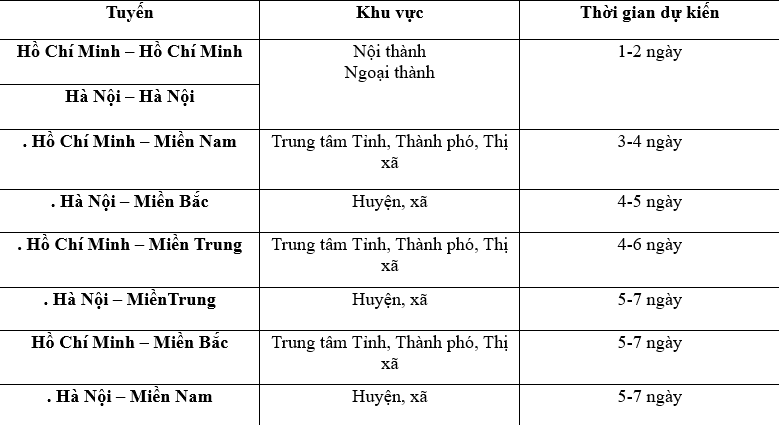 Tuyến Khu vực Thời gian dự kiến
Hồ Chí Minh – Hồ Chí Minh Nội thành 1-2 ngày
Ngoại thành
Hà Nội – Hà Nội
. Hồ Chí Minh – Miền Nam Trung tâm Tỉnh, Thành phó, Thị 3-4 ngày
xã
. Hà Nội – Miền Bắc Huyện, xã 4-5 ngày
. Hồ Chí Minh – Miền Trung Trung tâm Tỉnh, Thành phó, Thị 4-6 ngày
xã
. Hà Nội – MiềnTrung Huyện, xã 5-7 ngày
Hồ Chí Minh – Miền Bắc Trung tâm Tỉnh, Thành phó, Thị 5-7 ngày
xã
. Hà Nội – Miền Nam Huyện, xã 5-7 ngày